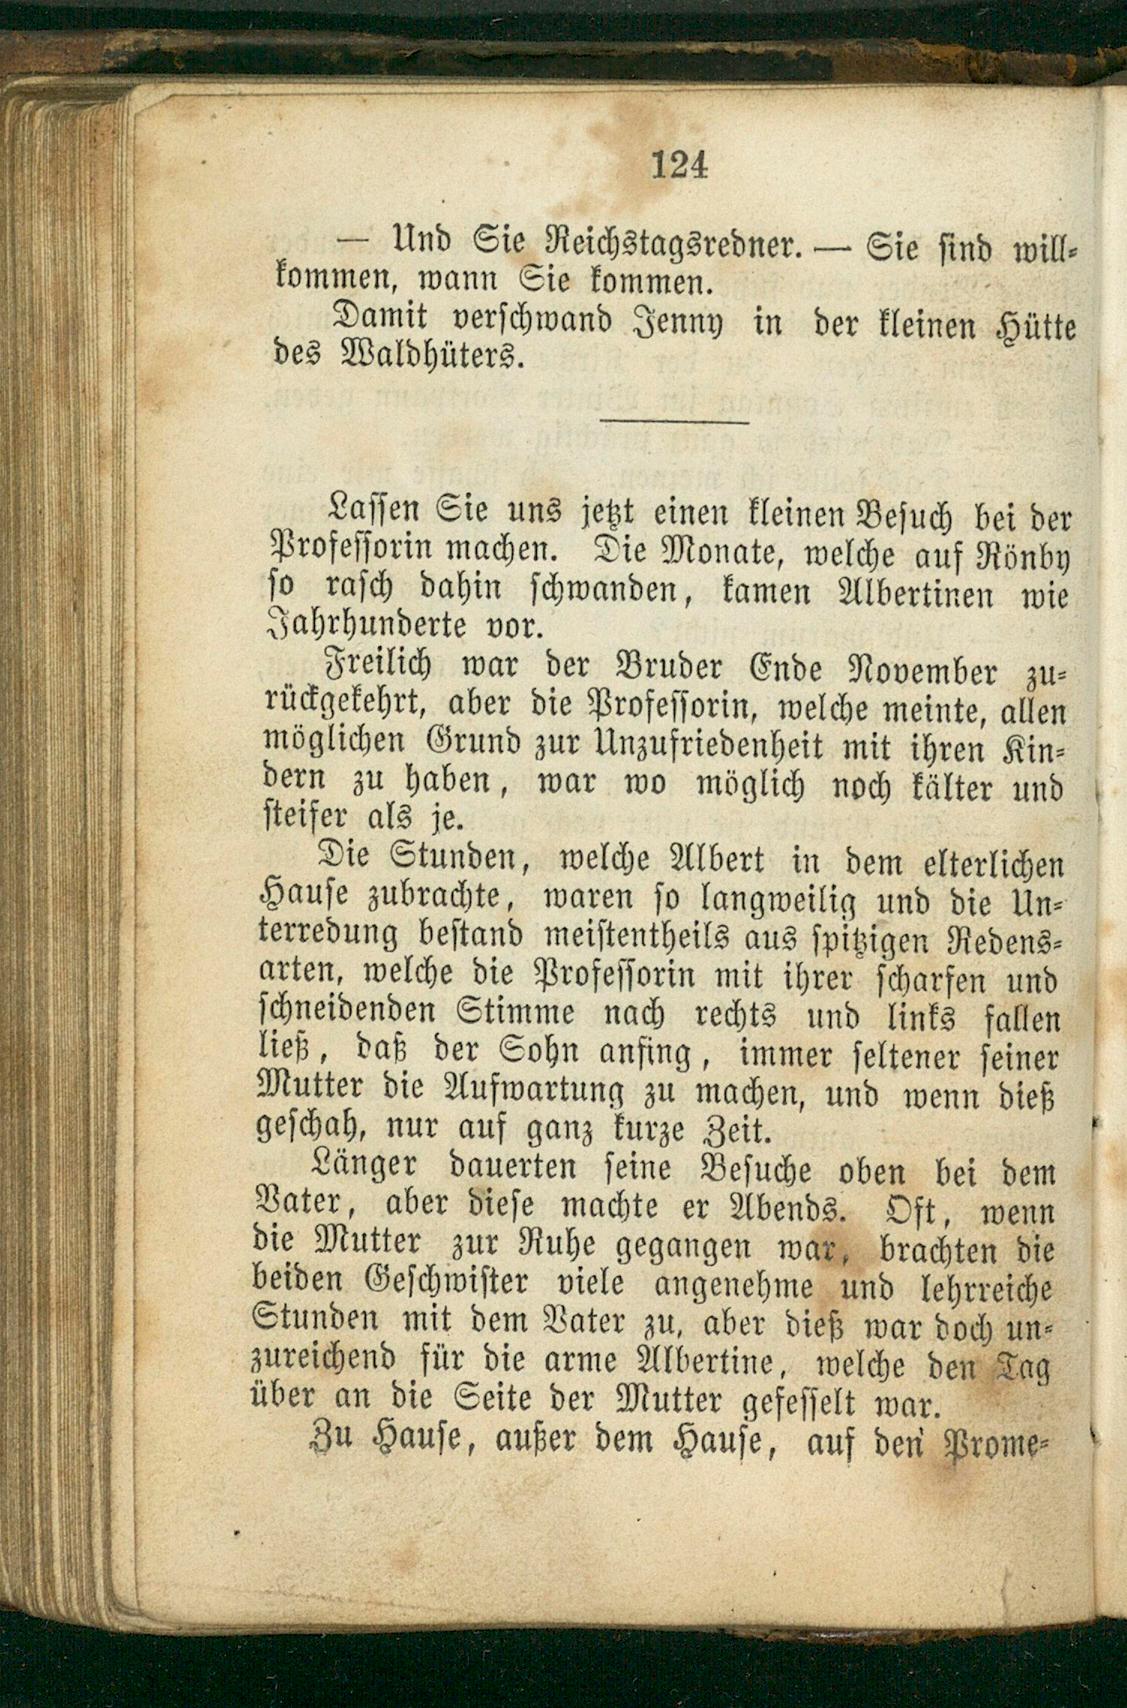 124
— Und Sie Reichstagsredner. — Sie sind will-
kommen, wann Sie kommen.
Damit verschwand Jenny in der kleinen Hütte
des Waldhüters.
Lassen Sie uns jetzt einen kleinen Besuch bei der
Professorin machen. Die Monate, welche auf Rönby
so rasch dahin schwanden, kamen Albertinen wie
Jahrhunderte vor.
Freilich war der Bruder Ende November zu-
rückgekehrt, aber die Professorin, welche meinte, allen
möglichen Grund zur Unzufriedenheit mit ihren Kin-
dern zu haben, war wo möglich noch kälter und
steifer als je.
Die Stunden, welche Albert in dem elterlichen
Hause zubrachte, waren so langweilig und die Un-
terredung bestand meistentheils aus spitzigen Redens-
arten, welche die Professorin mit ihrer scharfen und
schneidenden Stimme nach rechts und links fallen
ließ, daß der Sohn anfing, immer seltener seiner
Mutter die Aufwartung zu machen, und wenn dieß
geschah, nur auf ganz kurze Zeit.
Länger dauerten seine Besuche oben bei dem
Vater, aber diese machte er Abends. Oft, wenn
die Mutter zur Ruhe gegangen war, brachten die
beiden Geschwister viele angenehme und lehrreiche
Stunden mit dem Vater zu, aber dieß war doch un-
zureichend für die arme Albertine, welche den Tag
über an die Seite der Mutter gefesselt war.
Zu Hause, außer dem Hause, auf den Prome-